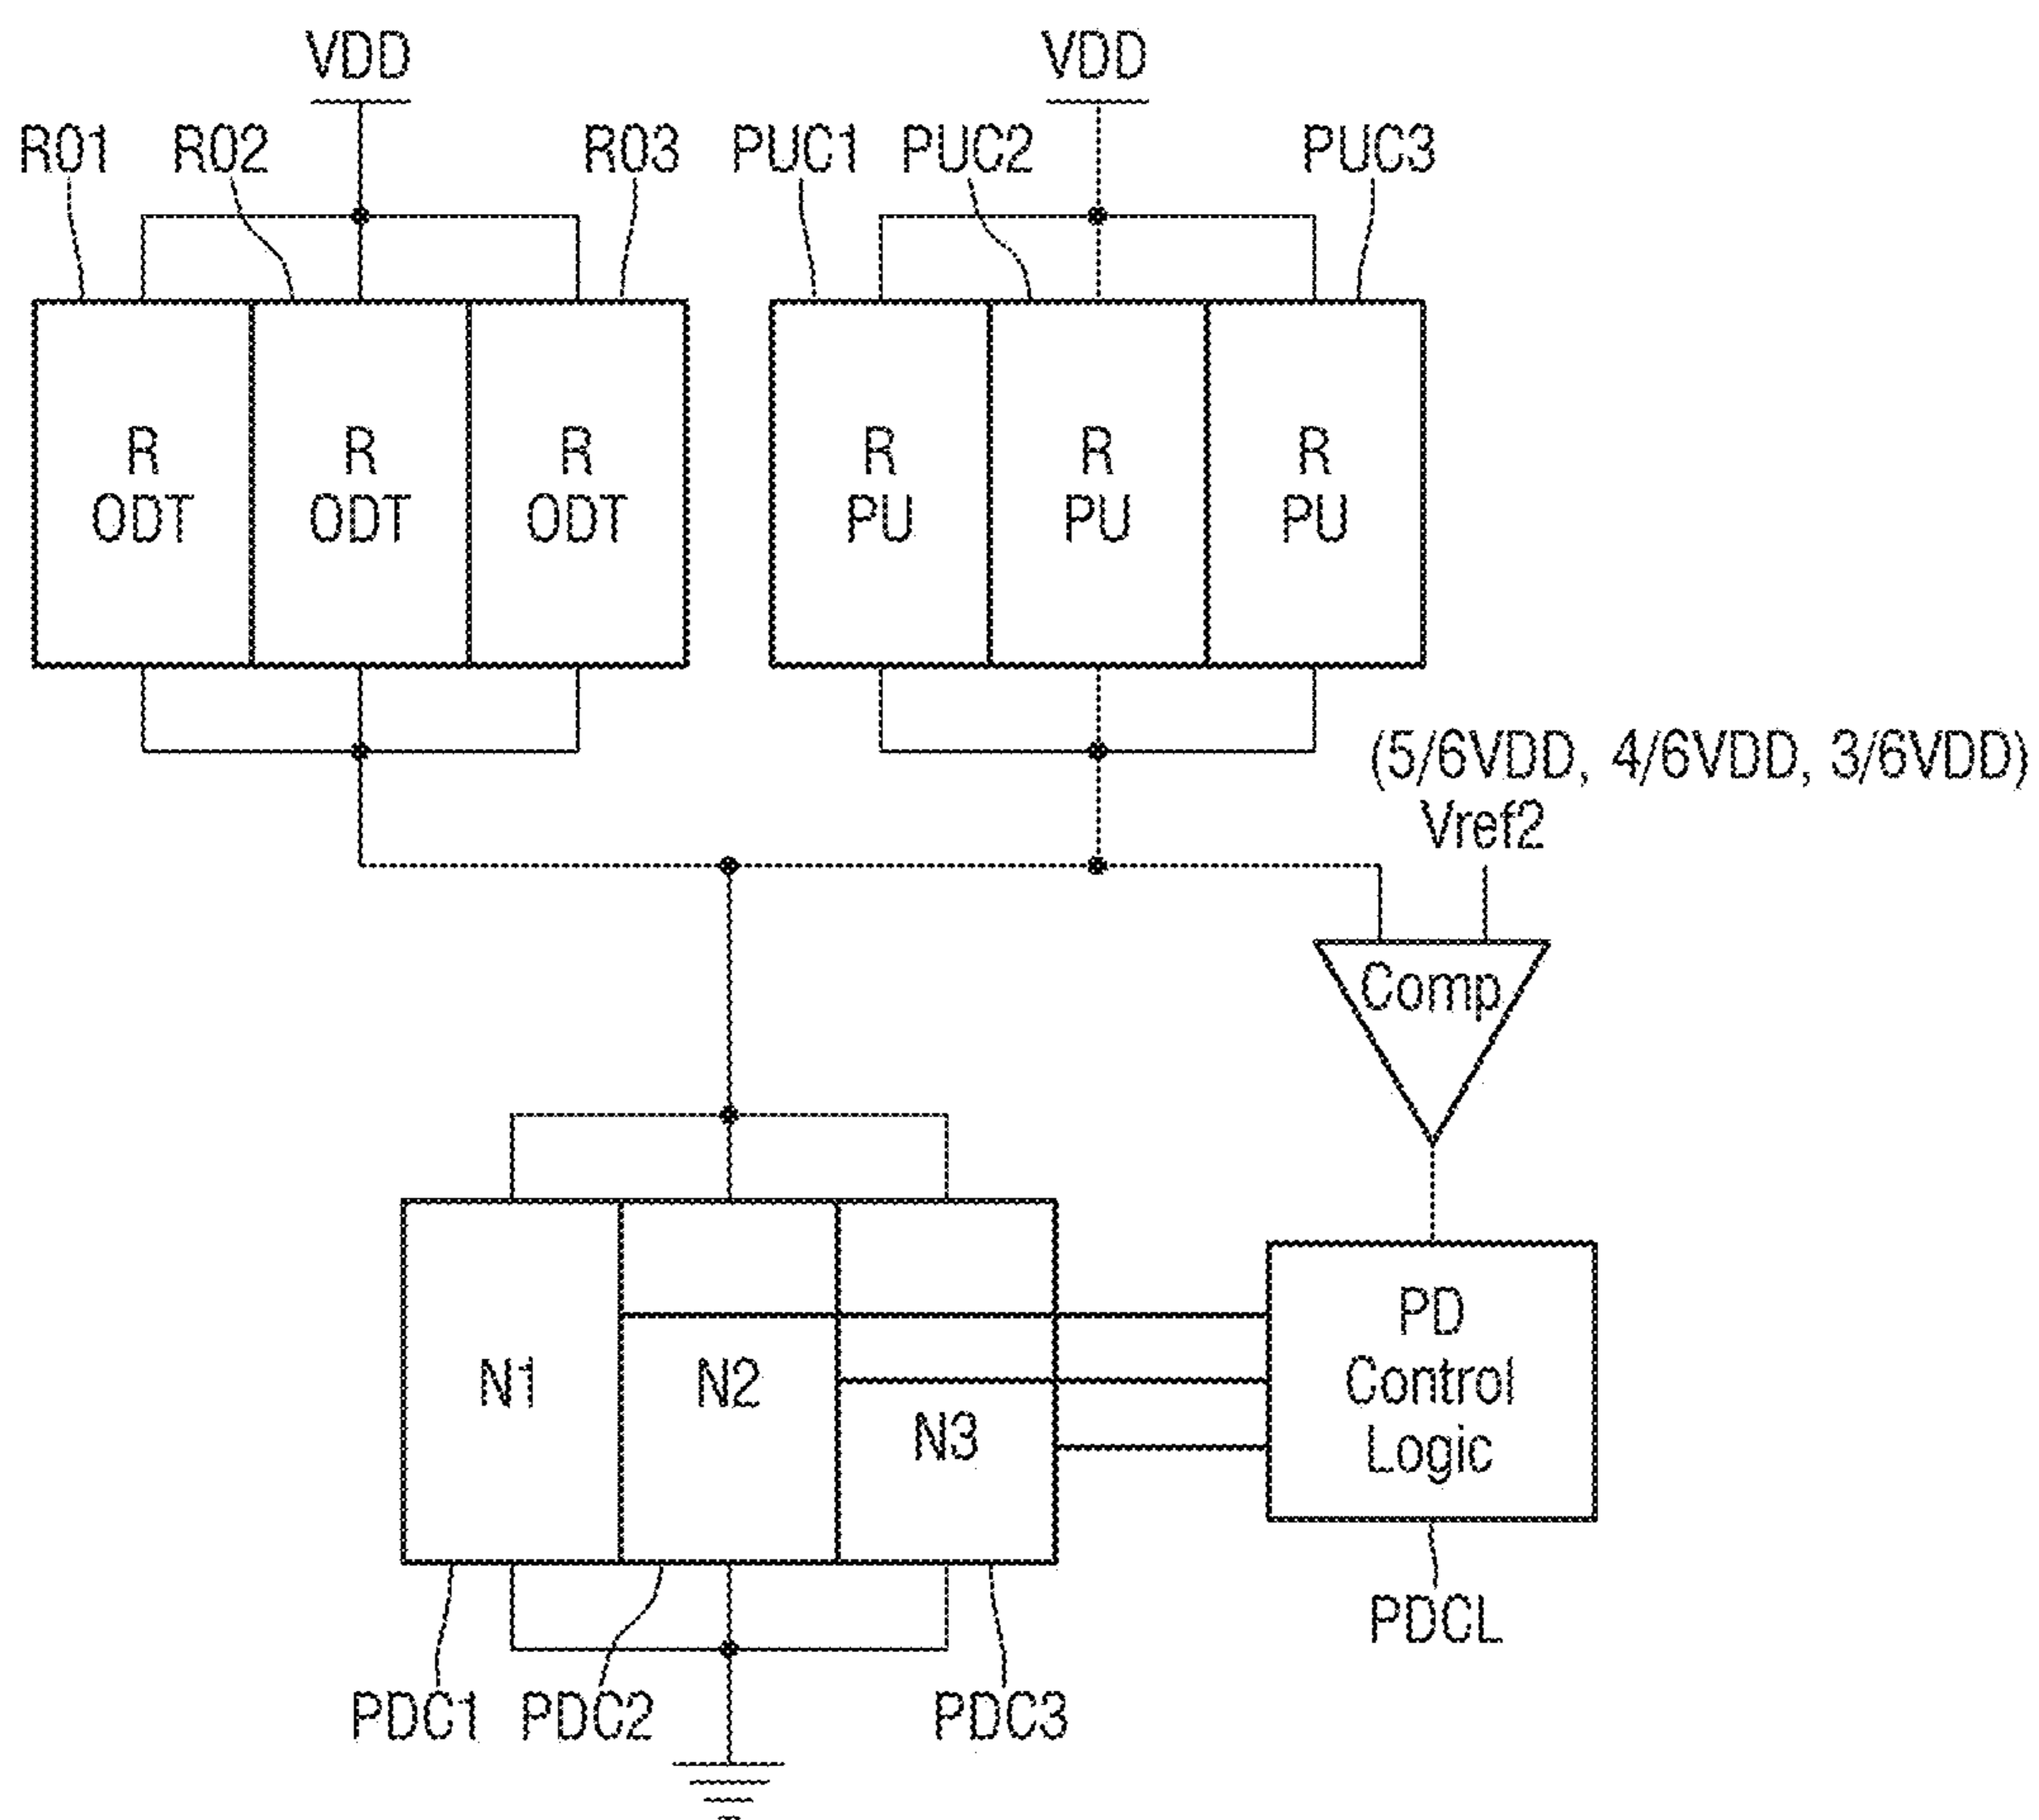 VDD VDD
R01 R02 R03 PUC1 PUC2 PUC3
R R R R R R
ODT ODT ODT PU PU PU
(5/6VDD, 4/6VDD, 3/6VDD)
Vref2
Comp
PD
N1 N2 Control
N3 Logic
PDCL
PDC1 PDC2 PDC3